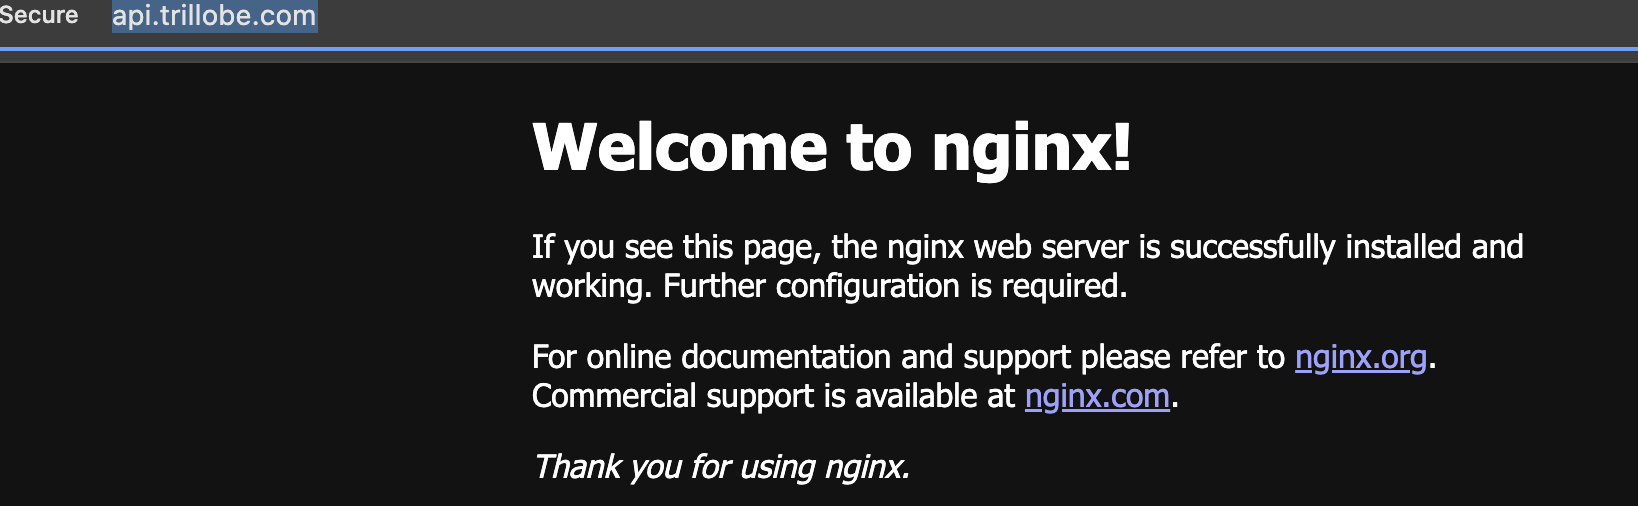 Secure api.trillobe.com
Welcome to nginx!
If you see this page, the nginx web server is successfully installed and
working. Further configuration is required.
For online documentation and support please refer to nginx.org.
Commercial support is available at nginx.com.
Thank you for using nginx.